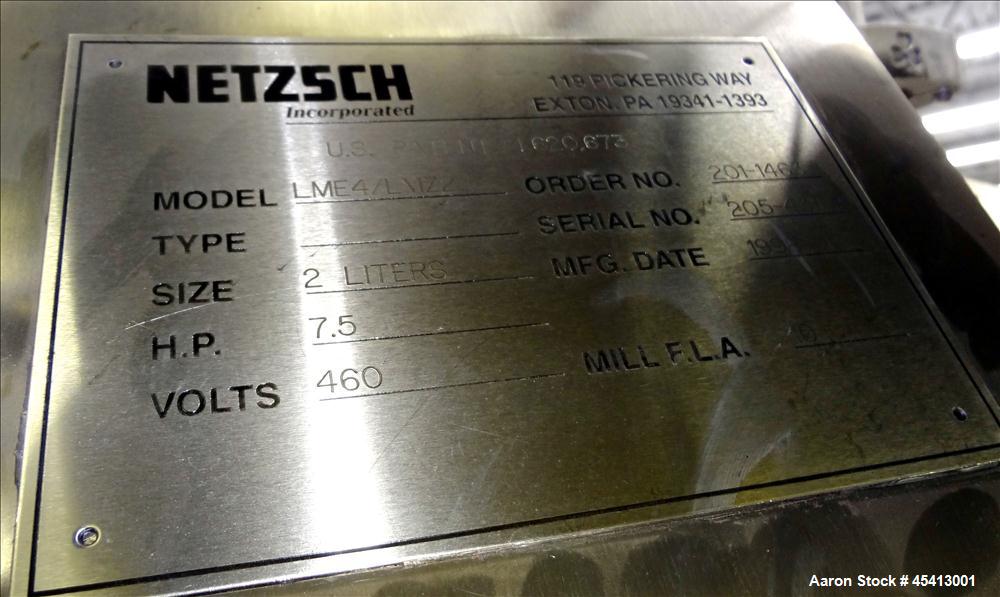 NETZSCH
Incorporated
119 PICKERING WAY
EXTON, PA 19341-1393
U.S. PATENT
MODEL ORDER NO.
TYPE SERIAL NO.
SIZE 2 LITERS MFG. DATE
H.P. 7.5
VOLTS 460 MILL F.L.A.
Aaron Stock # 45413001